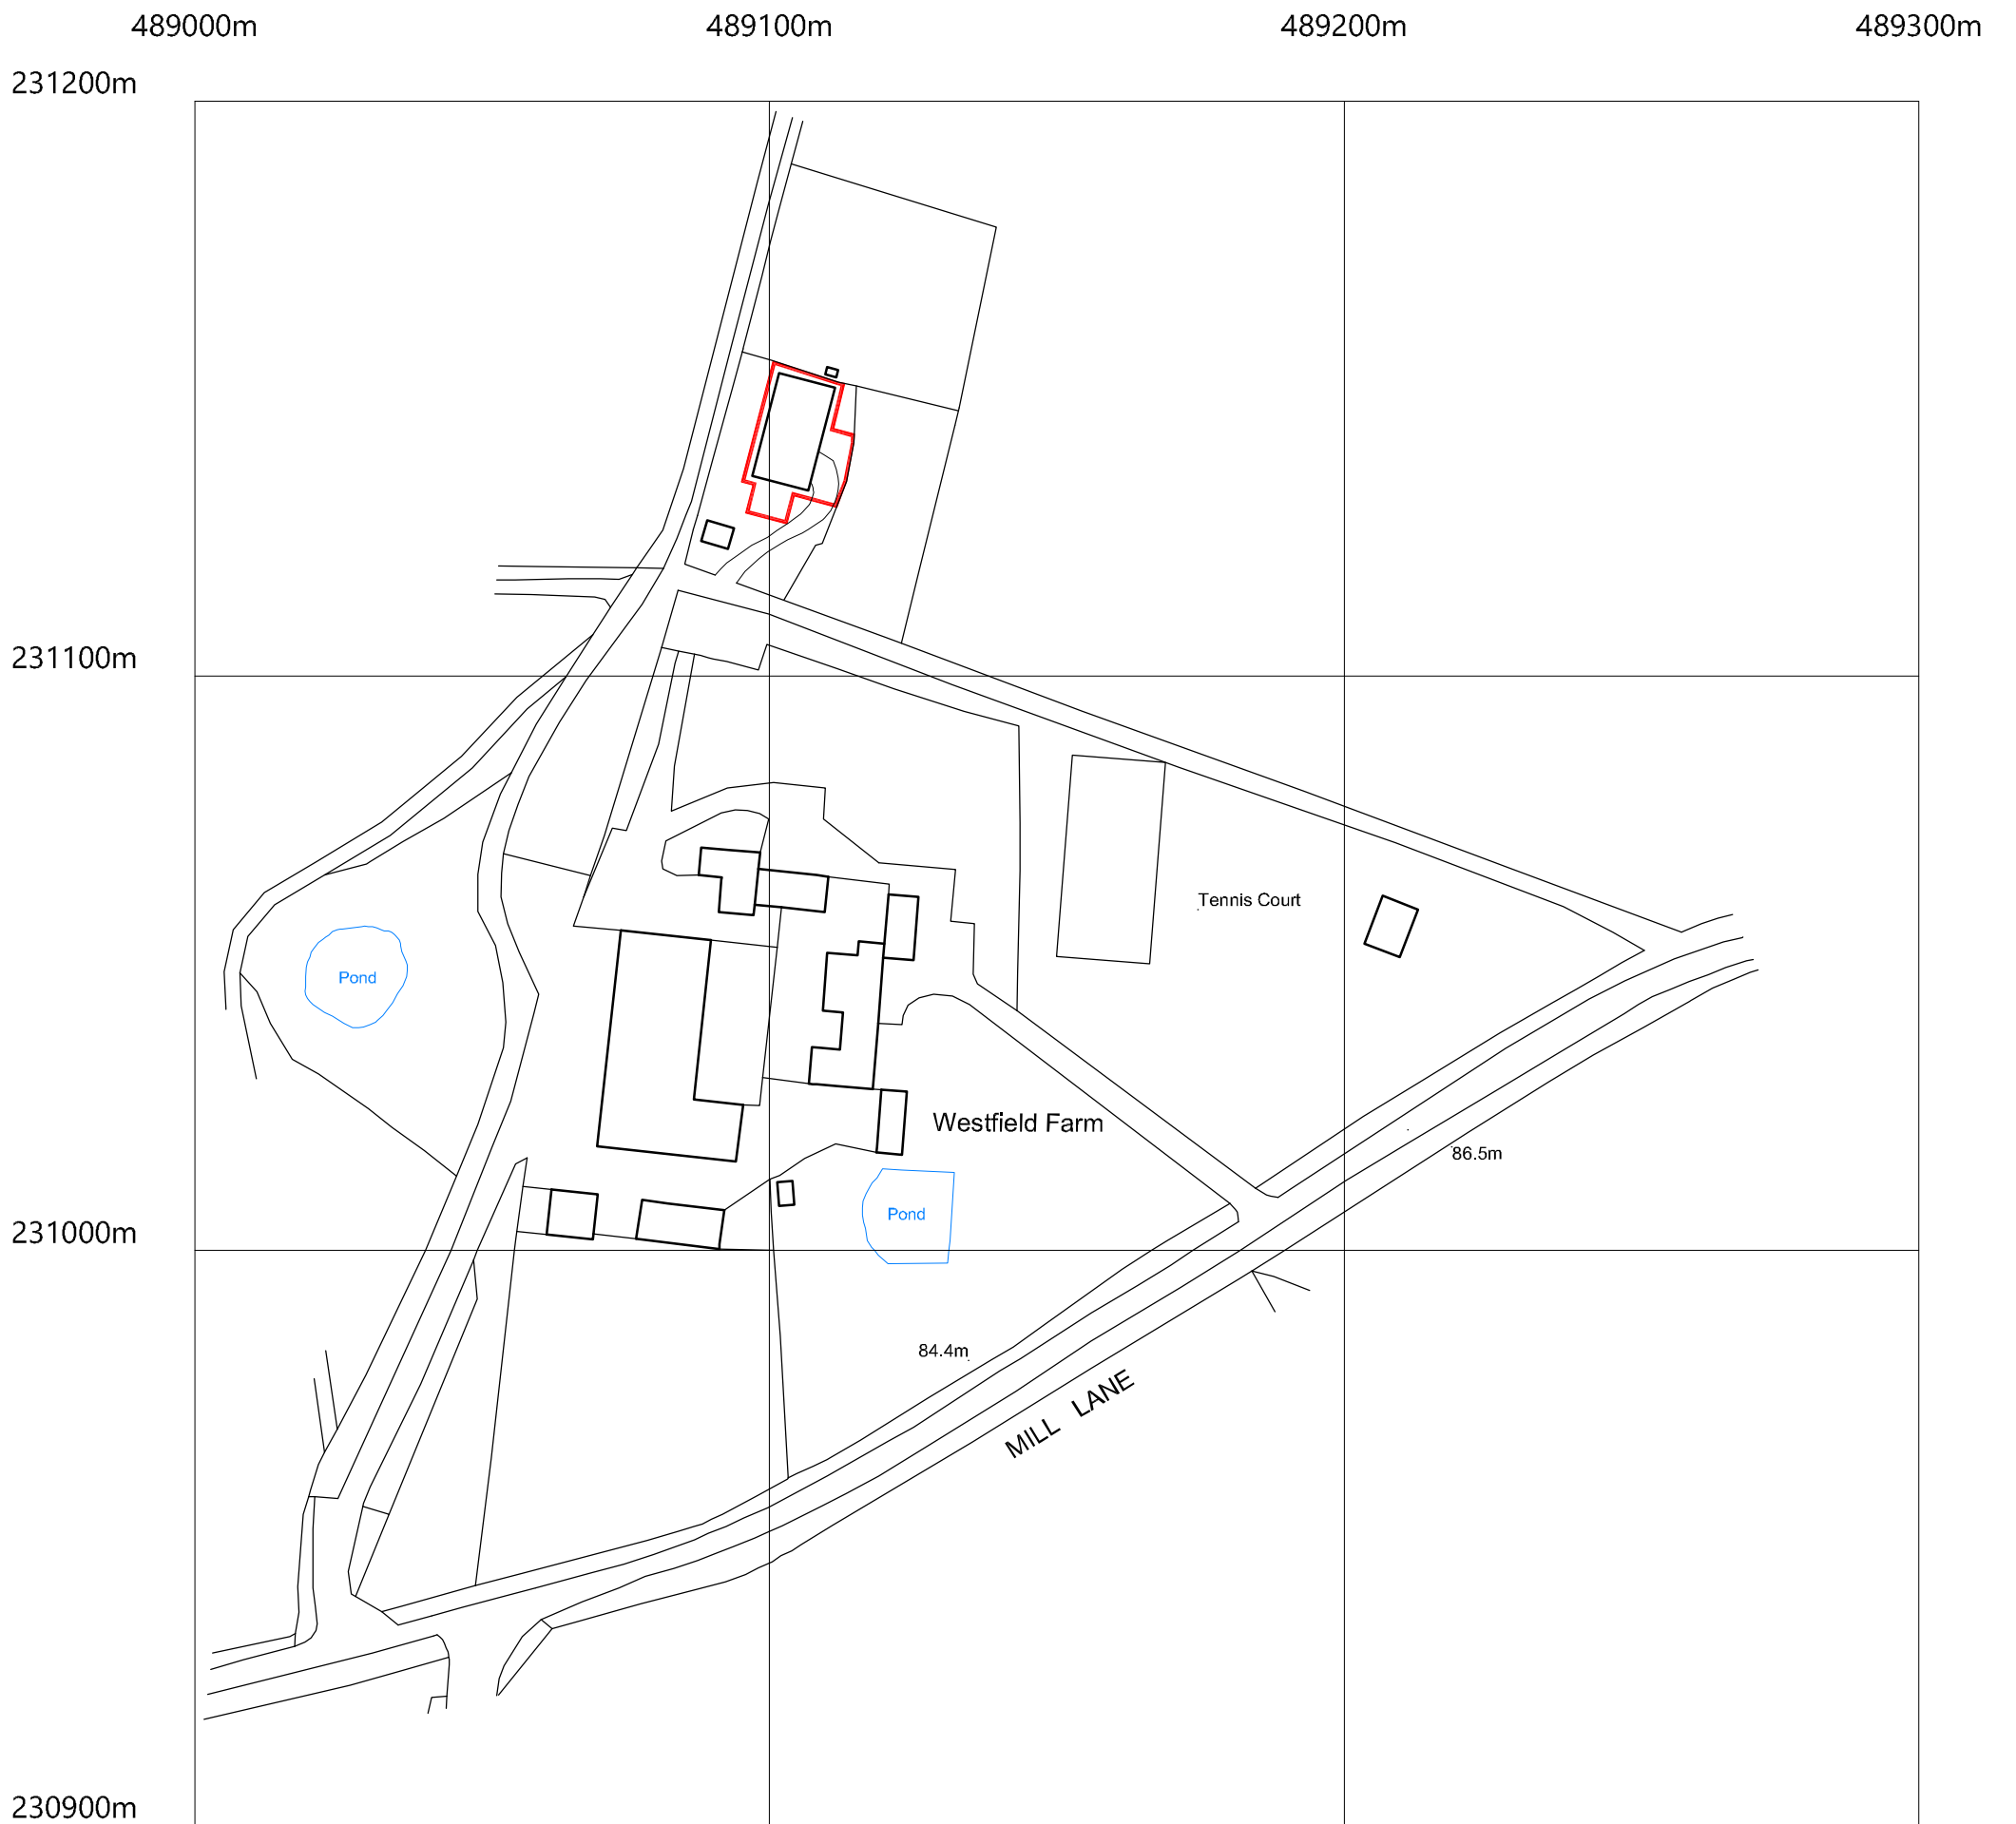 489000m 489100m 489200m 489300m
231200m
231100m
Tennis Court
Pond
Westfield Farm
86.5m
Pond
231000m
84.4m
MILL LANE
230900m